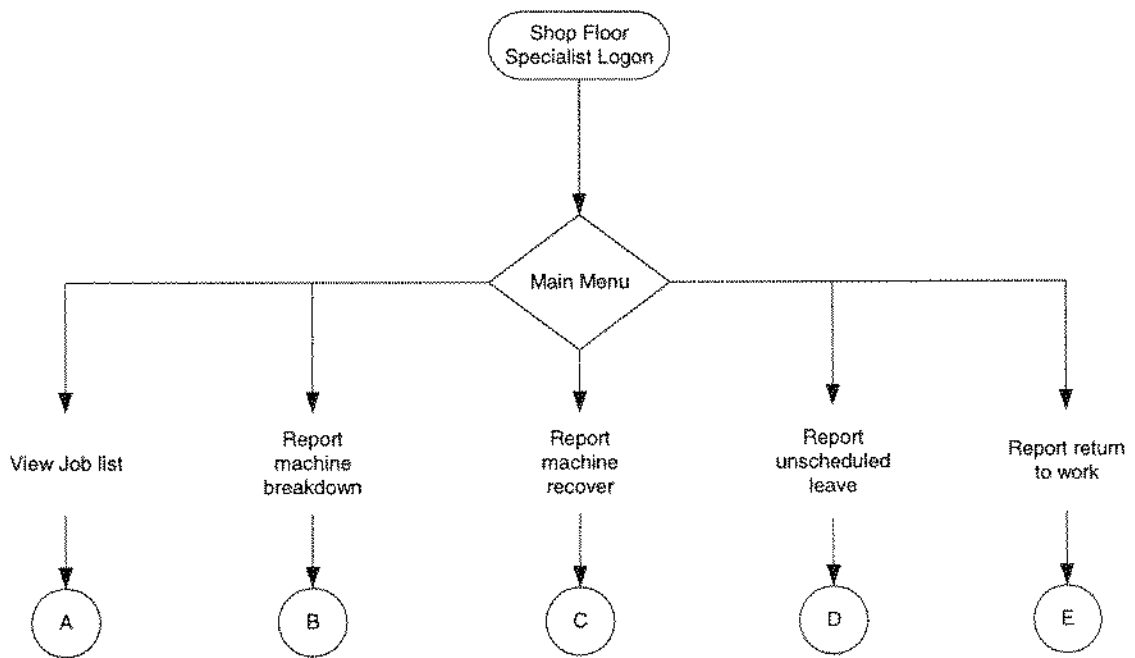 Shop Floor
Specialist Logon
Main Menu
View Job list
Report
machine
breakdown
Report
machine
recover
Report
unscheduled
leave
Report return
to work
A
B
C
D
E